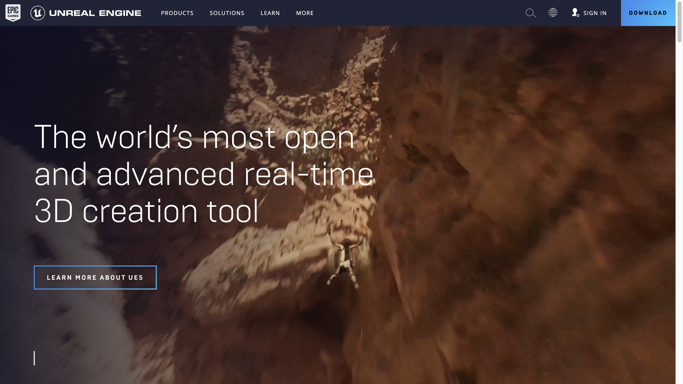 EPIC GAMES
UNREAL ENGINE
PRODUCTS
SOLUTIONS
LEARN
MORE
SIGN IN
DOWNLOAD
The world's most open
and advanced real-time
3D creation tool
LEARN MORE ABOUT UE5